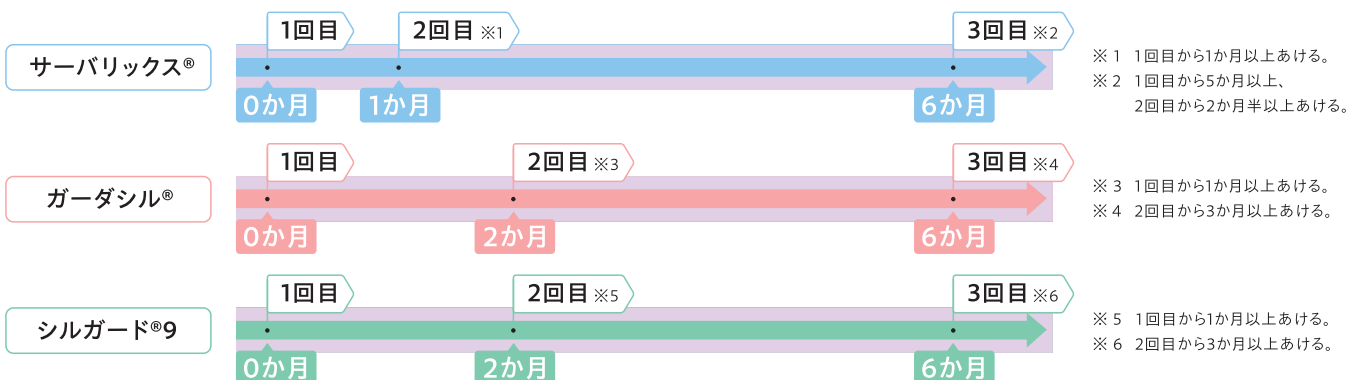 1回目
2回目 ※1
3回目 ※2
サーバリックス®
0か月
1か月
6か月
※ 1 1回目から1か月以上あける。
※ 2 1回目から5か月以上、
2回目から2か月半以上あける。
1回目
2回目 ※3
3回目 ※4
ガーダシル®
0か月
2か月
6か月
※ 3 1回目から1か月以上あける。
※ 4 2回目から3か月以上あける。
1回目
2回目 ※5
3回目 ※6
シルガード®9
0か月
2か月
6か月
※ 5 1回目から1か月以上あける。
※ 6 2回目から3か月以上あける。